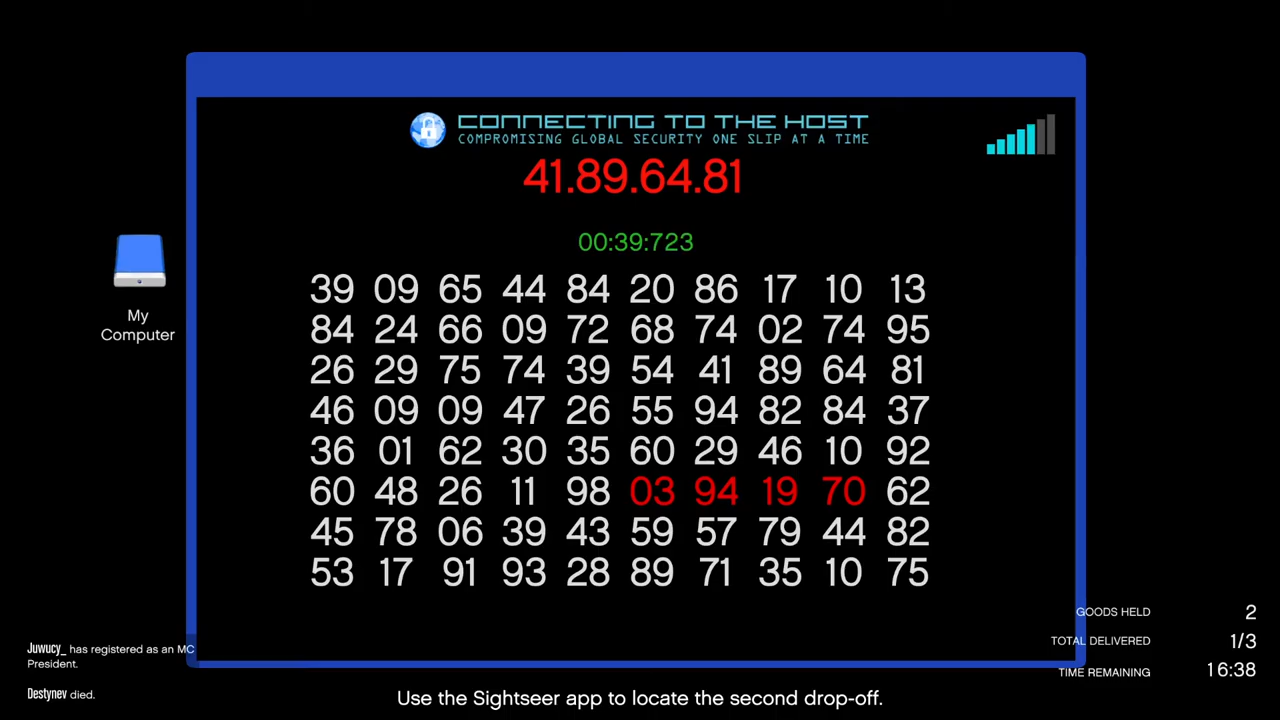 CONNECTING TO THE HOST
COMPROMISING GLOBAL SECURITY ONE SLIP AT A TIME
41.89.64.81
00:39:723
My
Computer
39 09 65 44 84 20 86 17 10 13
84 24 66 09 72 68 74 02 74 95
26 29 75 74 39 54 41 89 64 81
46 09 09 47 26 55 94 82 84 37
36 01 62 30 35 60 29 46 10 92
60 48 26 11 98 03 94 19 70 62
45 78 06 39 43 59 57 79 44 82
53 17 91 93 28 89 71 35 10 75
GOODS HELD 2
TOTAL DELIVERED 1/3
TIME REMAINING 16:38
Juwucy_ has registered as an MC
President.
Destynev died.
Use the Sightseer app to locate the second drop-off.